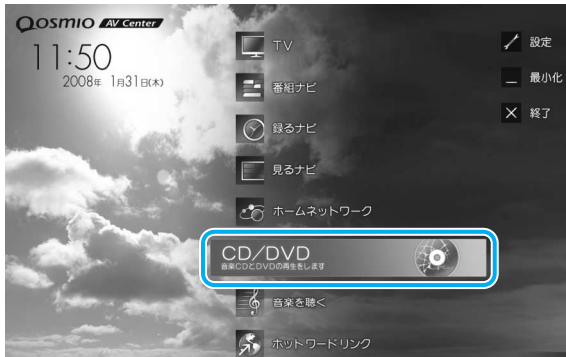 Qosmio AV Center
11:50
2008年 1月31日(木)
TV
番組ナビ
録るナビ
見るナビ
ホームネットワーク
CD/DVD
音楽CDとDVDの再生をします
音楽を聴く
ホットワードリンク
設定
最小化
終了